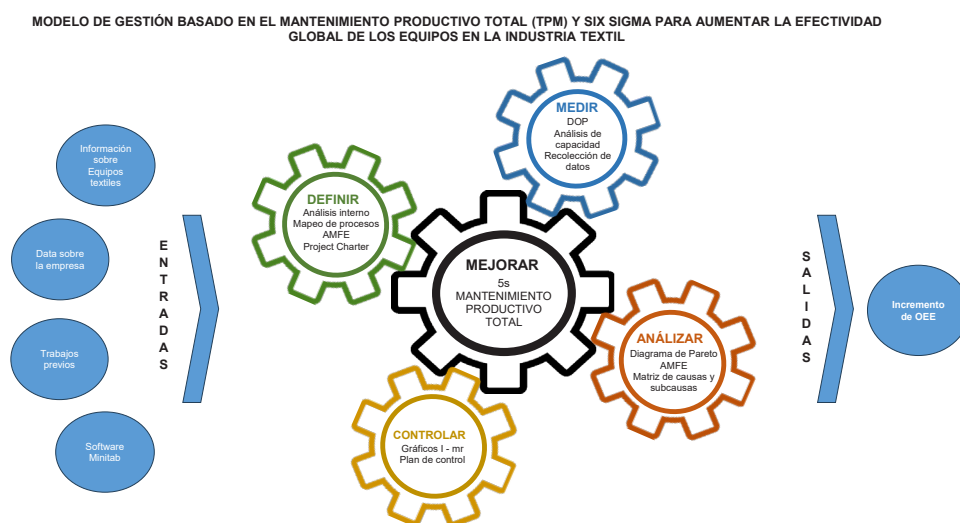 MODELO DE GESTIÓN BASADO EN EL MANTENIMIENTO PRODUCTIVO TOTAL (TPM) Y SIX SIGMA PARA AUMENTAR LA EFECTIVIDAD
GLOBAL DE LOS EQUIPOS EN LA INDUSTRIA TEXTIL
Información
sobre
Equipos
textiles
Data sobre
la empresa
Trabajos
previos
Software
Minitab
E
N
T
R
A
D
A
S
DEFINIR
Análisis interno
Mapeo de procesos
AMFE
Project Charter
MEDIR
DOP
Análisis de
capacidad
Recolección de
datos
MEJORAR
5s
MANTENIMIENTO
PRODUCTIVO
TOTAL
ANÁLIZAR
Diagrama de Pareto
AMFE
Matriz de causas y
subcausas
CONTROLAR
Gráficos I - mr
Plan de control
S
A
L
I
D
A
S
Incremento
de OEE